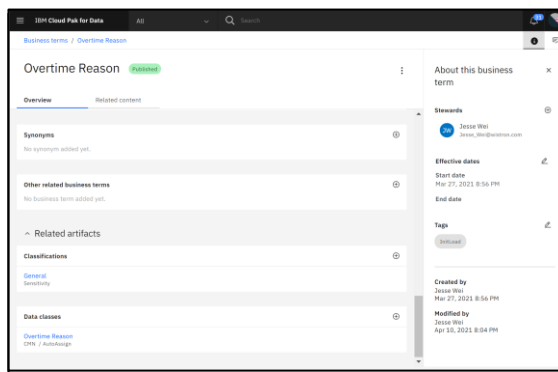 IBM Cloud Pak for Data
All
Search
Business terms / Overtime Reason
Overtime Reason
Published
Overview
Related content
Synonyms
No synonym added yet.
Other related business terms
No business term added yet.
Related artifacts
Classifications
General
Sensitivity
Data classes
Overtime Reason
CMN / AutoAssign
About this business
term
Stewards
JW
Jesse Wei
Jesse_Wei@wistron.com
Effective dates
Start date
Mar 27, 2021 8:56 PM
End date
Tags
InitLoad
Created by
Jesse Wei
Mar 27, 2021 8:56 PM
Modified by
Jesse Wei
Apr 10, 2021 8:04 PM